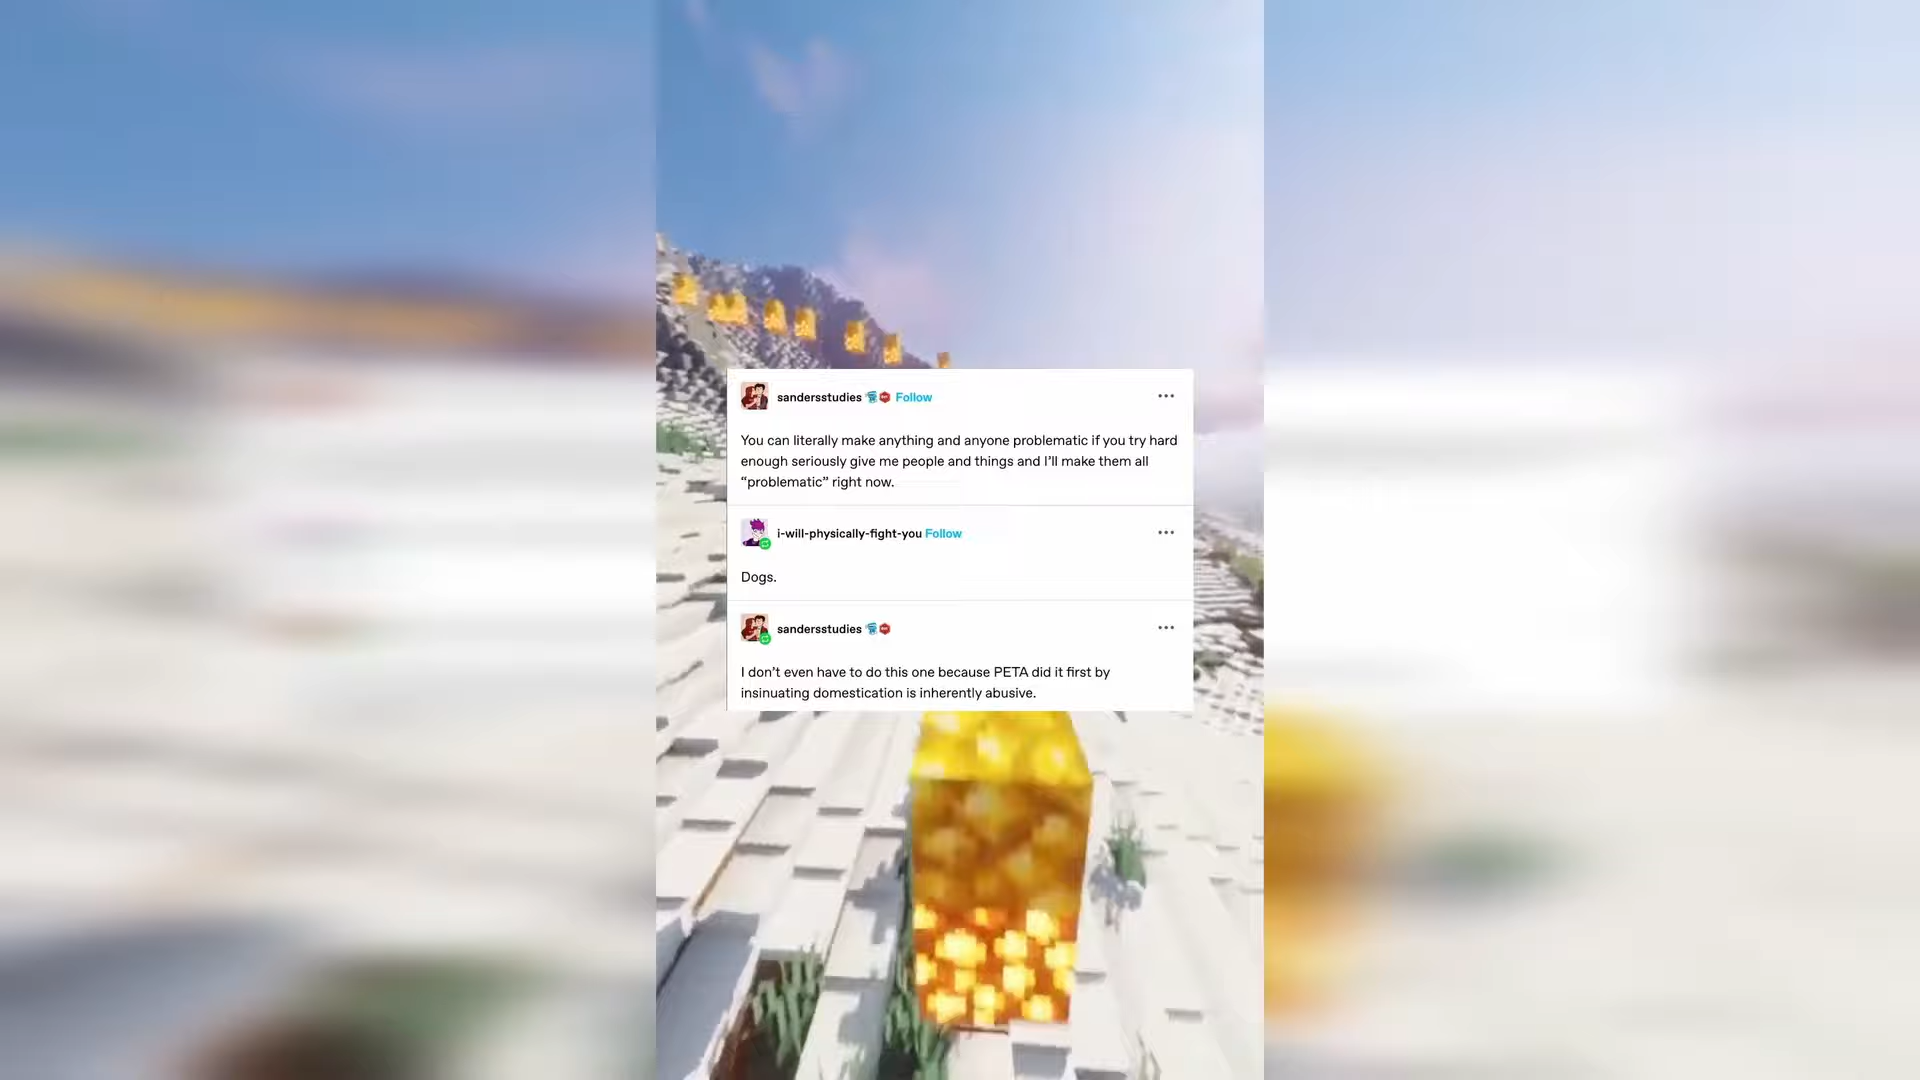 sandersstudies Follow
You can literally make anything and anyone problematic if you try hard
enough seriously give me people and things and I’ll make them all
“problematic” right now.
i-will-physically-fight-you Follow
Dogs.
sandersstudies
I don’t even have to do this one because PETA did it first by
insinuating domestication is inherently abusive.